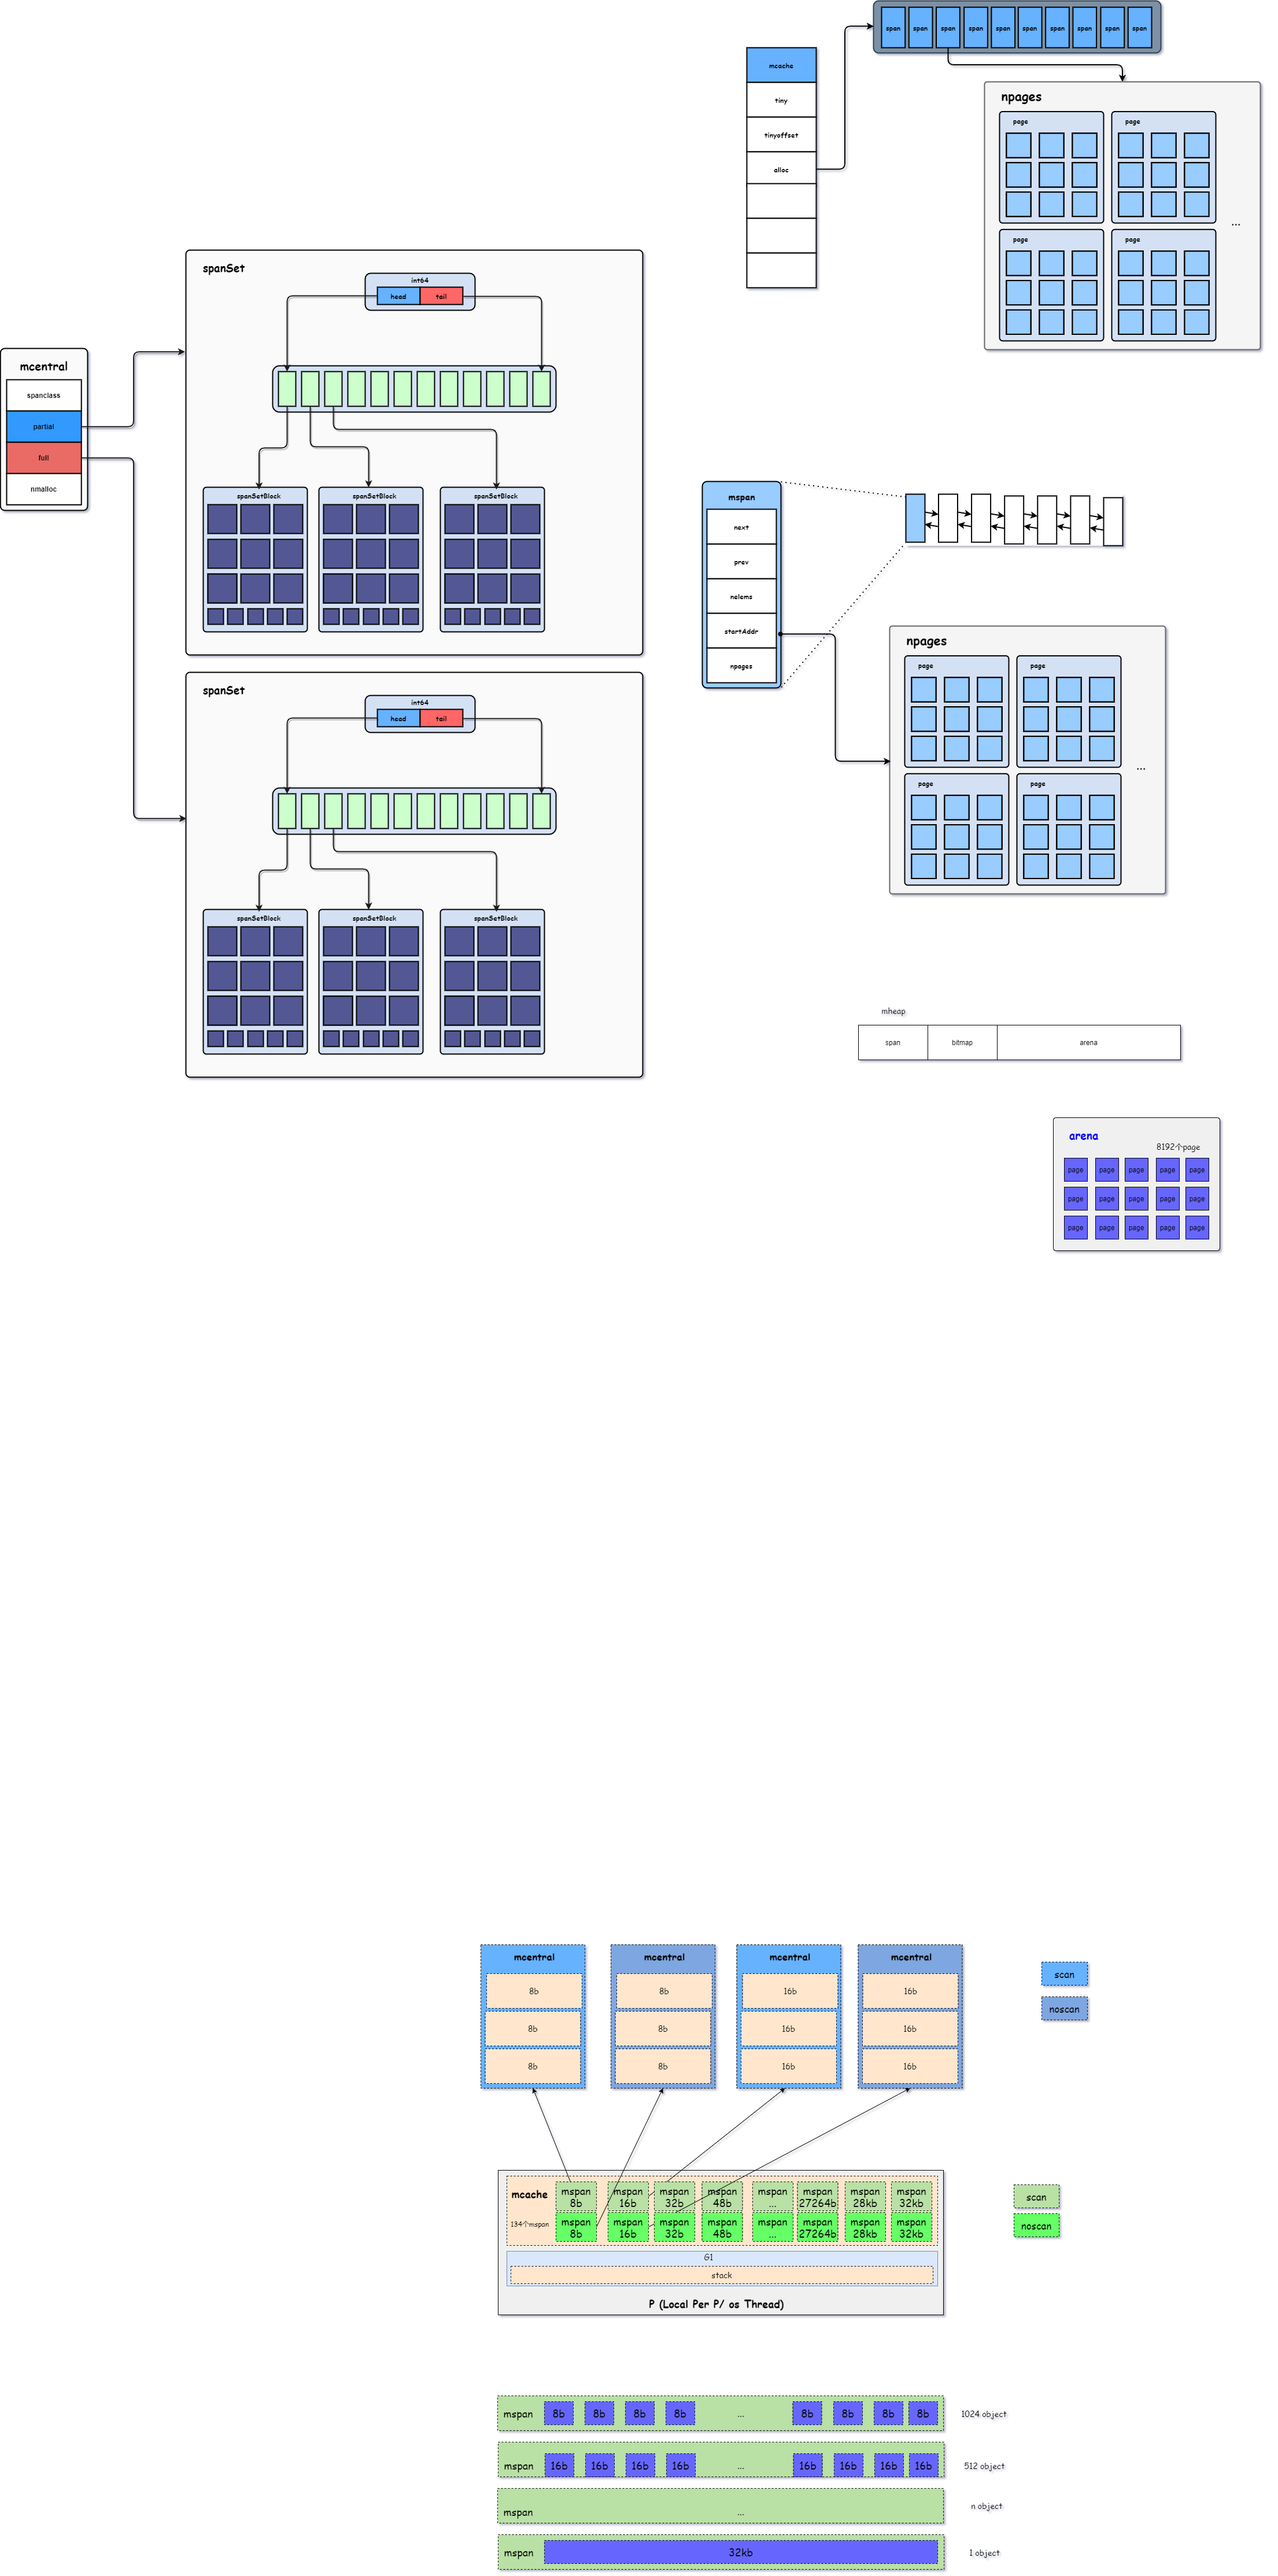 span span span span span span span span span span
mcache
tiny
tinyoffset
alloc
npages
page page
page page
...
spanSet
int64
head tail
spanSetBlock spanSetBlock spanSetBlock
mcentral
spanclass
partial
full
nmalloc
mspan
next
prev
nelems
startAddr
npages
npages
page page
page page
...
spanSet
int64
head tail
spanSetBlock spanSetBlock spanSetBlock
mheap
span bitmap arena
arena
8192个page
page page page page page
page page page page page
page page page page page
mcentral mcentral mcentral mcentral
8b 8b 16b 16b
8b 8b 16b 16b
8b 8b 16b 16b
scan
noscan
mcache
134个mspan
mspan mspan mspan mspan mspan mspan mspan mspan
8b 16b 32b 48b ... 27264b 28kb 32kb
mspan mspan mspan mspan mspan mspan mspan mspan
8b 16b 32b 48b ... 27264b 28kb 32kb
scan
noscan
G1
stack
P (Local Per P/ os Thread)
mspan 8b 8b 8b 8b ... 8b 8b 8b 8b 1024 object
mspan 16b 16b 16b 16b ... 16b 16b 16b 16b 512 object
mspan ... n object
mspan 32kb 1 object